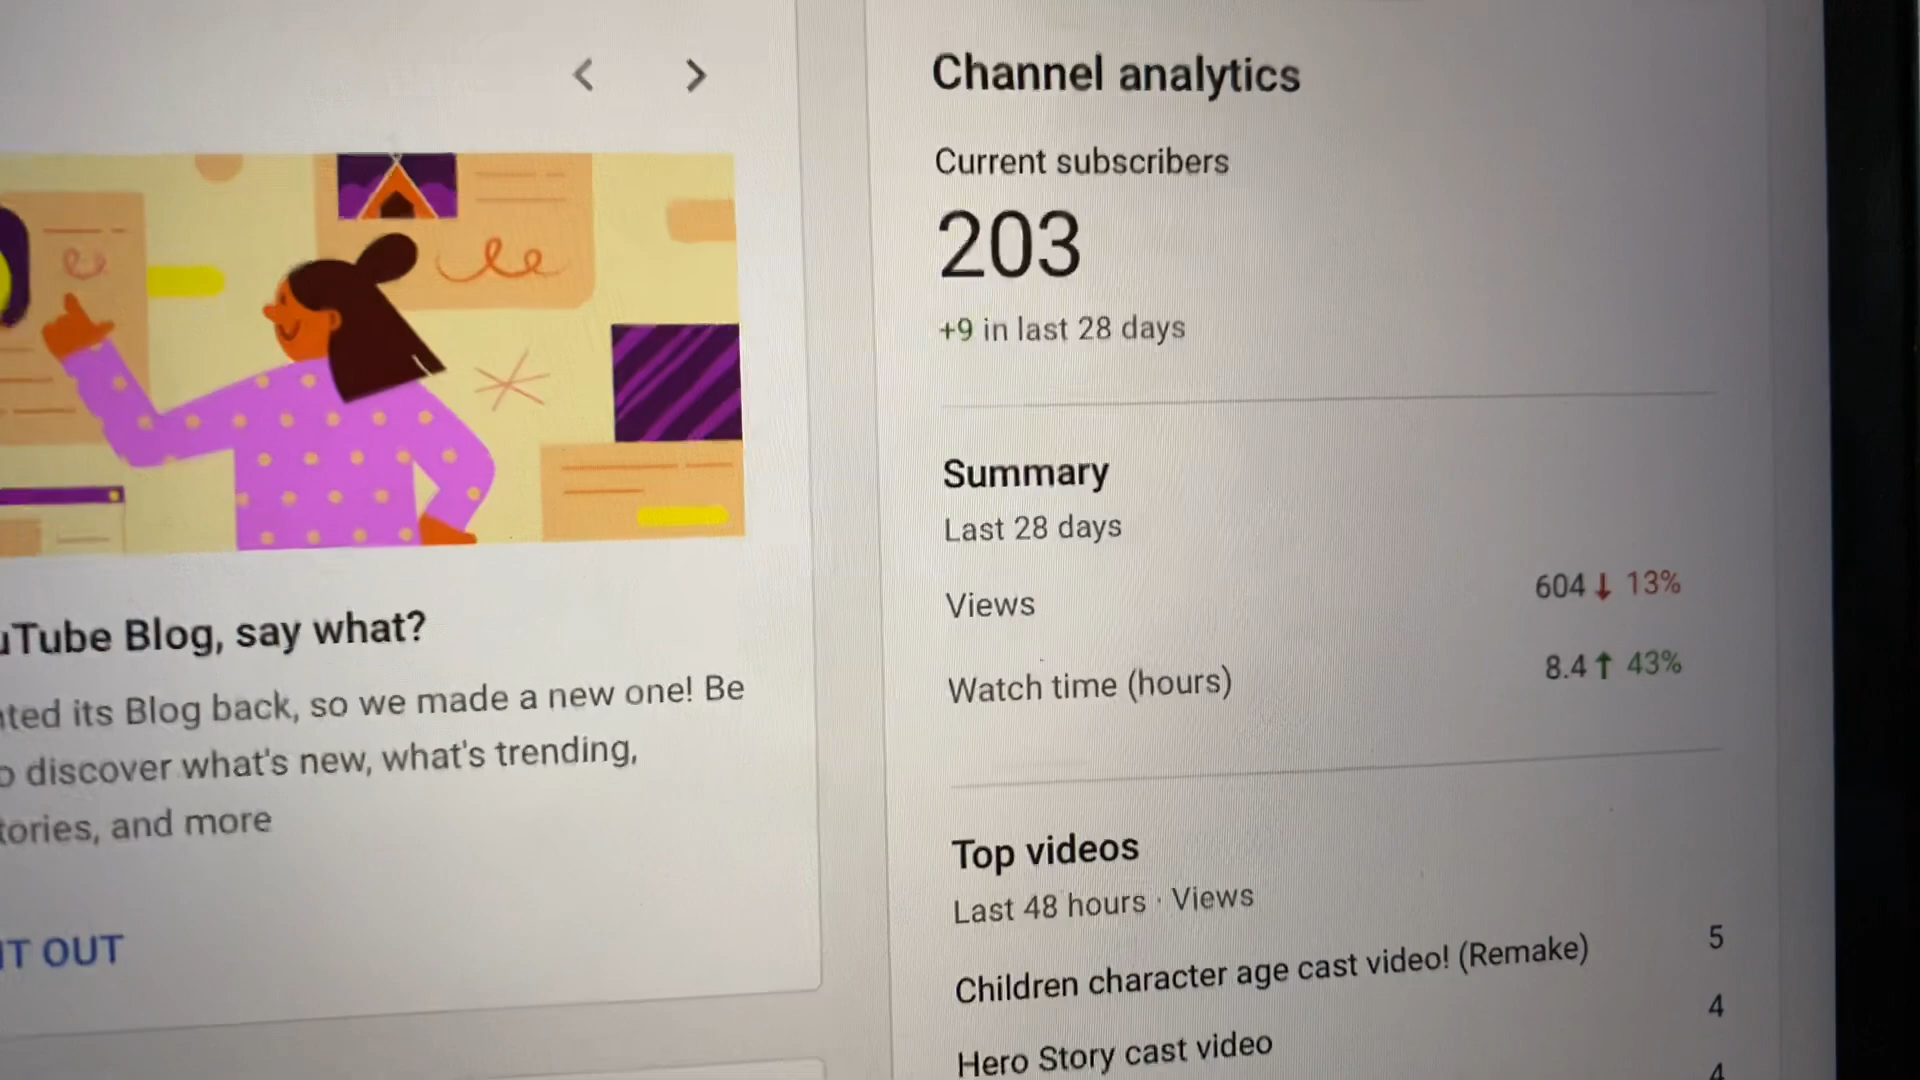 Channel analytics
Current subscribers
203
+9 in last 28 days
Summary
Last 28 days
Views 604 ↓ 13%
Watch time (hours) 8.4 ↑ 43%
Top videos
Last 48 hours · Views
Children character age cast video! (Remake) 5
Hero Story cast video 4
4
uTube Blog, say what?
ted its Blog back, so we made a new one! Be
o discover what's new, what's trending,
tories, and more
IT OUT